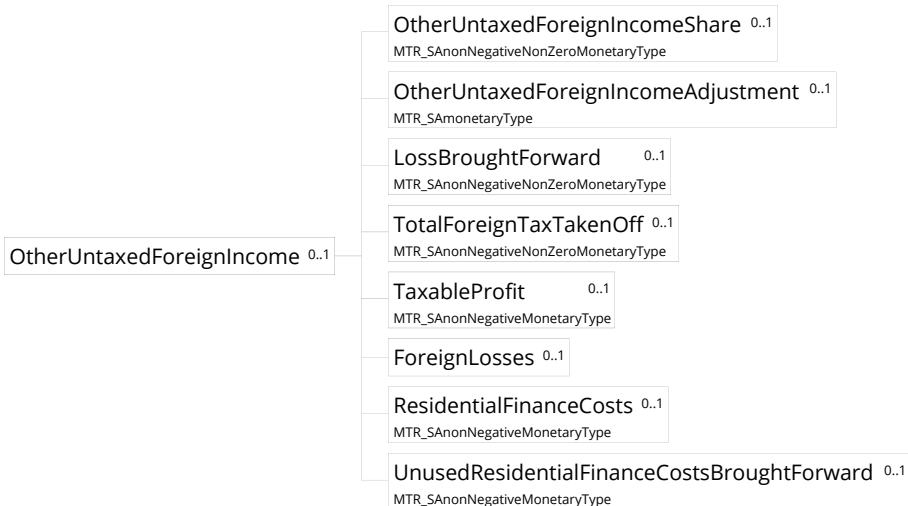 OtherUntaxedForeignIncomeShare 0..1
MTR_SAnonNegativeNonZeroMonetaryType
OtherUntaxedForeignIncomeAdjustment 0..1
MTR_SAmonetaryType
LossBroughtForward 0..1
MTR_SAnonNegativeNonZeroMonetaryType
TotalForeignTaxTakenOff 0..1
MTR_SAnonNegativeNonZeroMonetaryType
OtherUntaxedForeignIncome 0..1
TaxableProfit 0..1
MTR_SAnonNegativeMonetaryType
ForeignLosses 0..1
ResidentialFinanceCosts 0..1
MTR_SAnonNegativeMonetaryType
UnusedResidentialFinanceCostsBroughtForward 0..1
MTR_SAnonNegativeMonetaryType